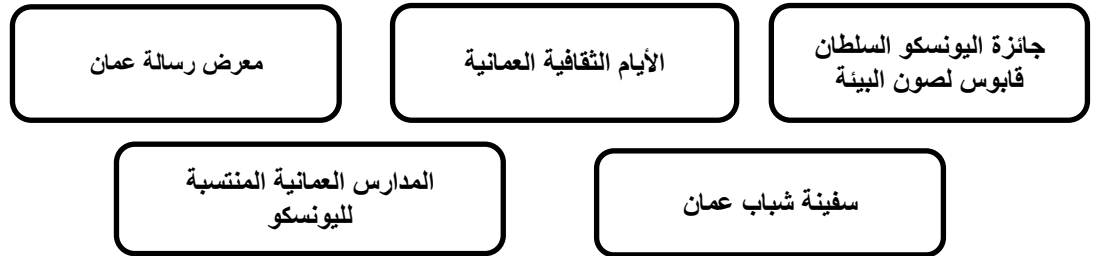 جائزة اليونسكو السلطان
قابوس لصون البيئة
الأيام الثقافية العمانية
معرض رسالة عمان
سفينة شباب عمان
المدارس العمانية المنتسبة
لليونسكو